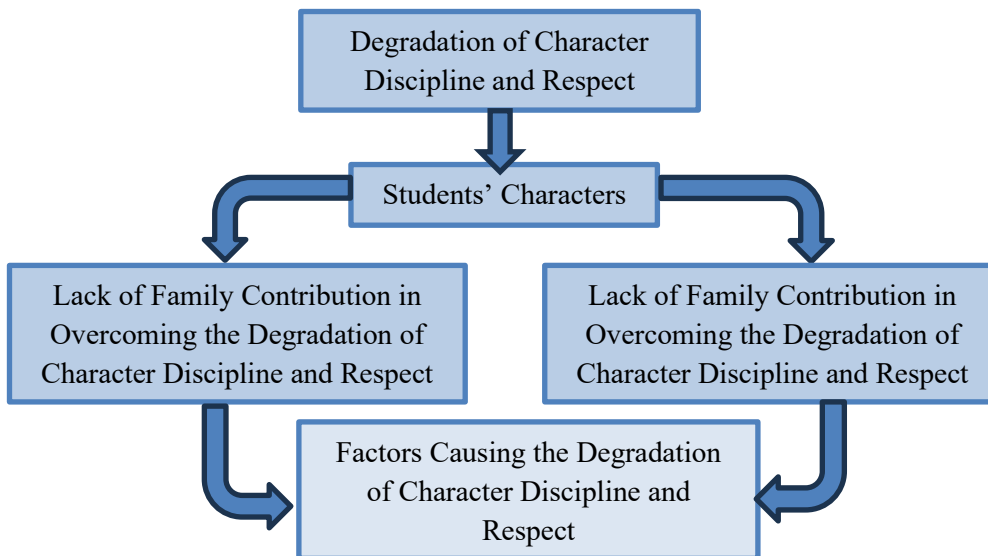 Degradation of Character
Discipline and Respect
Students’ Characters
Lack of Family Contribution in
Overcoming the Degradation of
Character Discipline and Respect
Lack of Family Contribution in
Overcoming the Degradation of
Character Discipline and Respect
Factors Causing the Degradation
of Character Discipline and
Respect